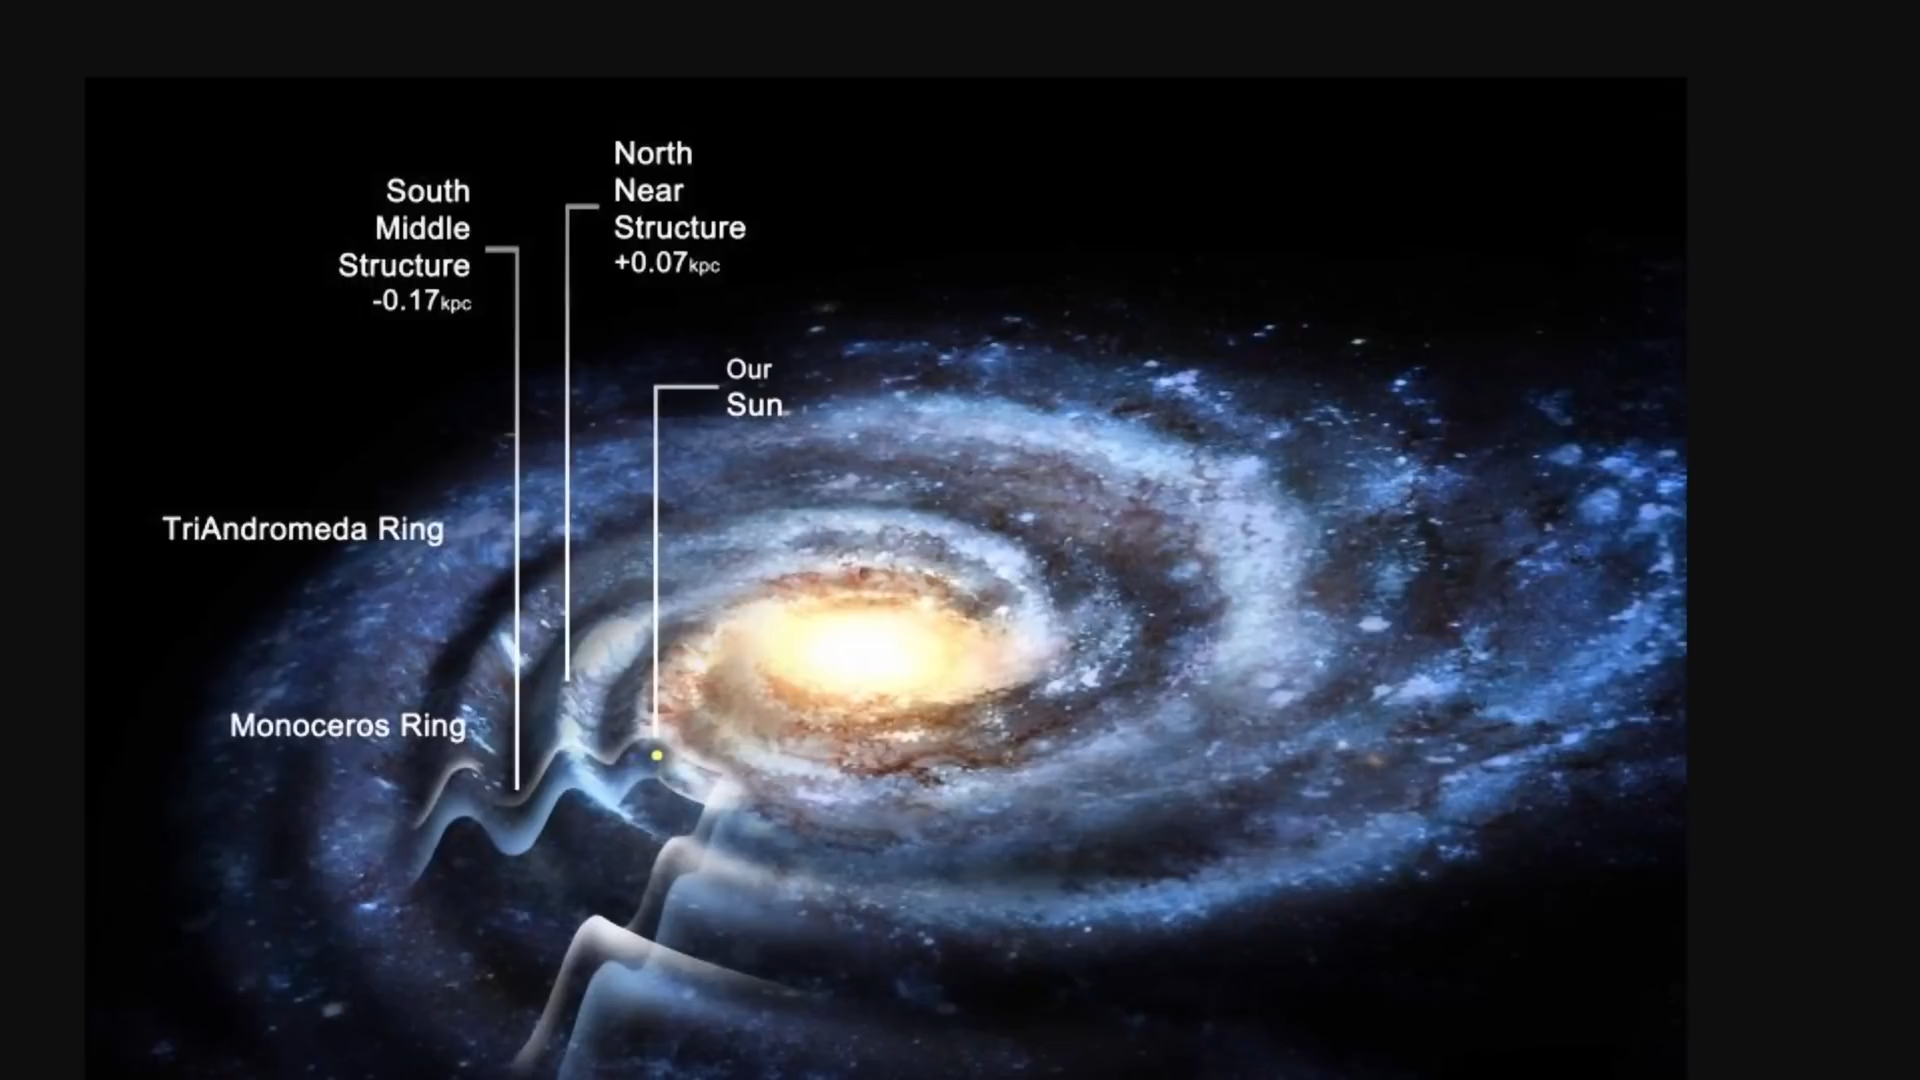 North
Near
Structure
+0.07kpc
South
Middle
Structure
-0.17kpc
Our
Sun
TriAndromeda Ring
Monoceros Ring